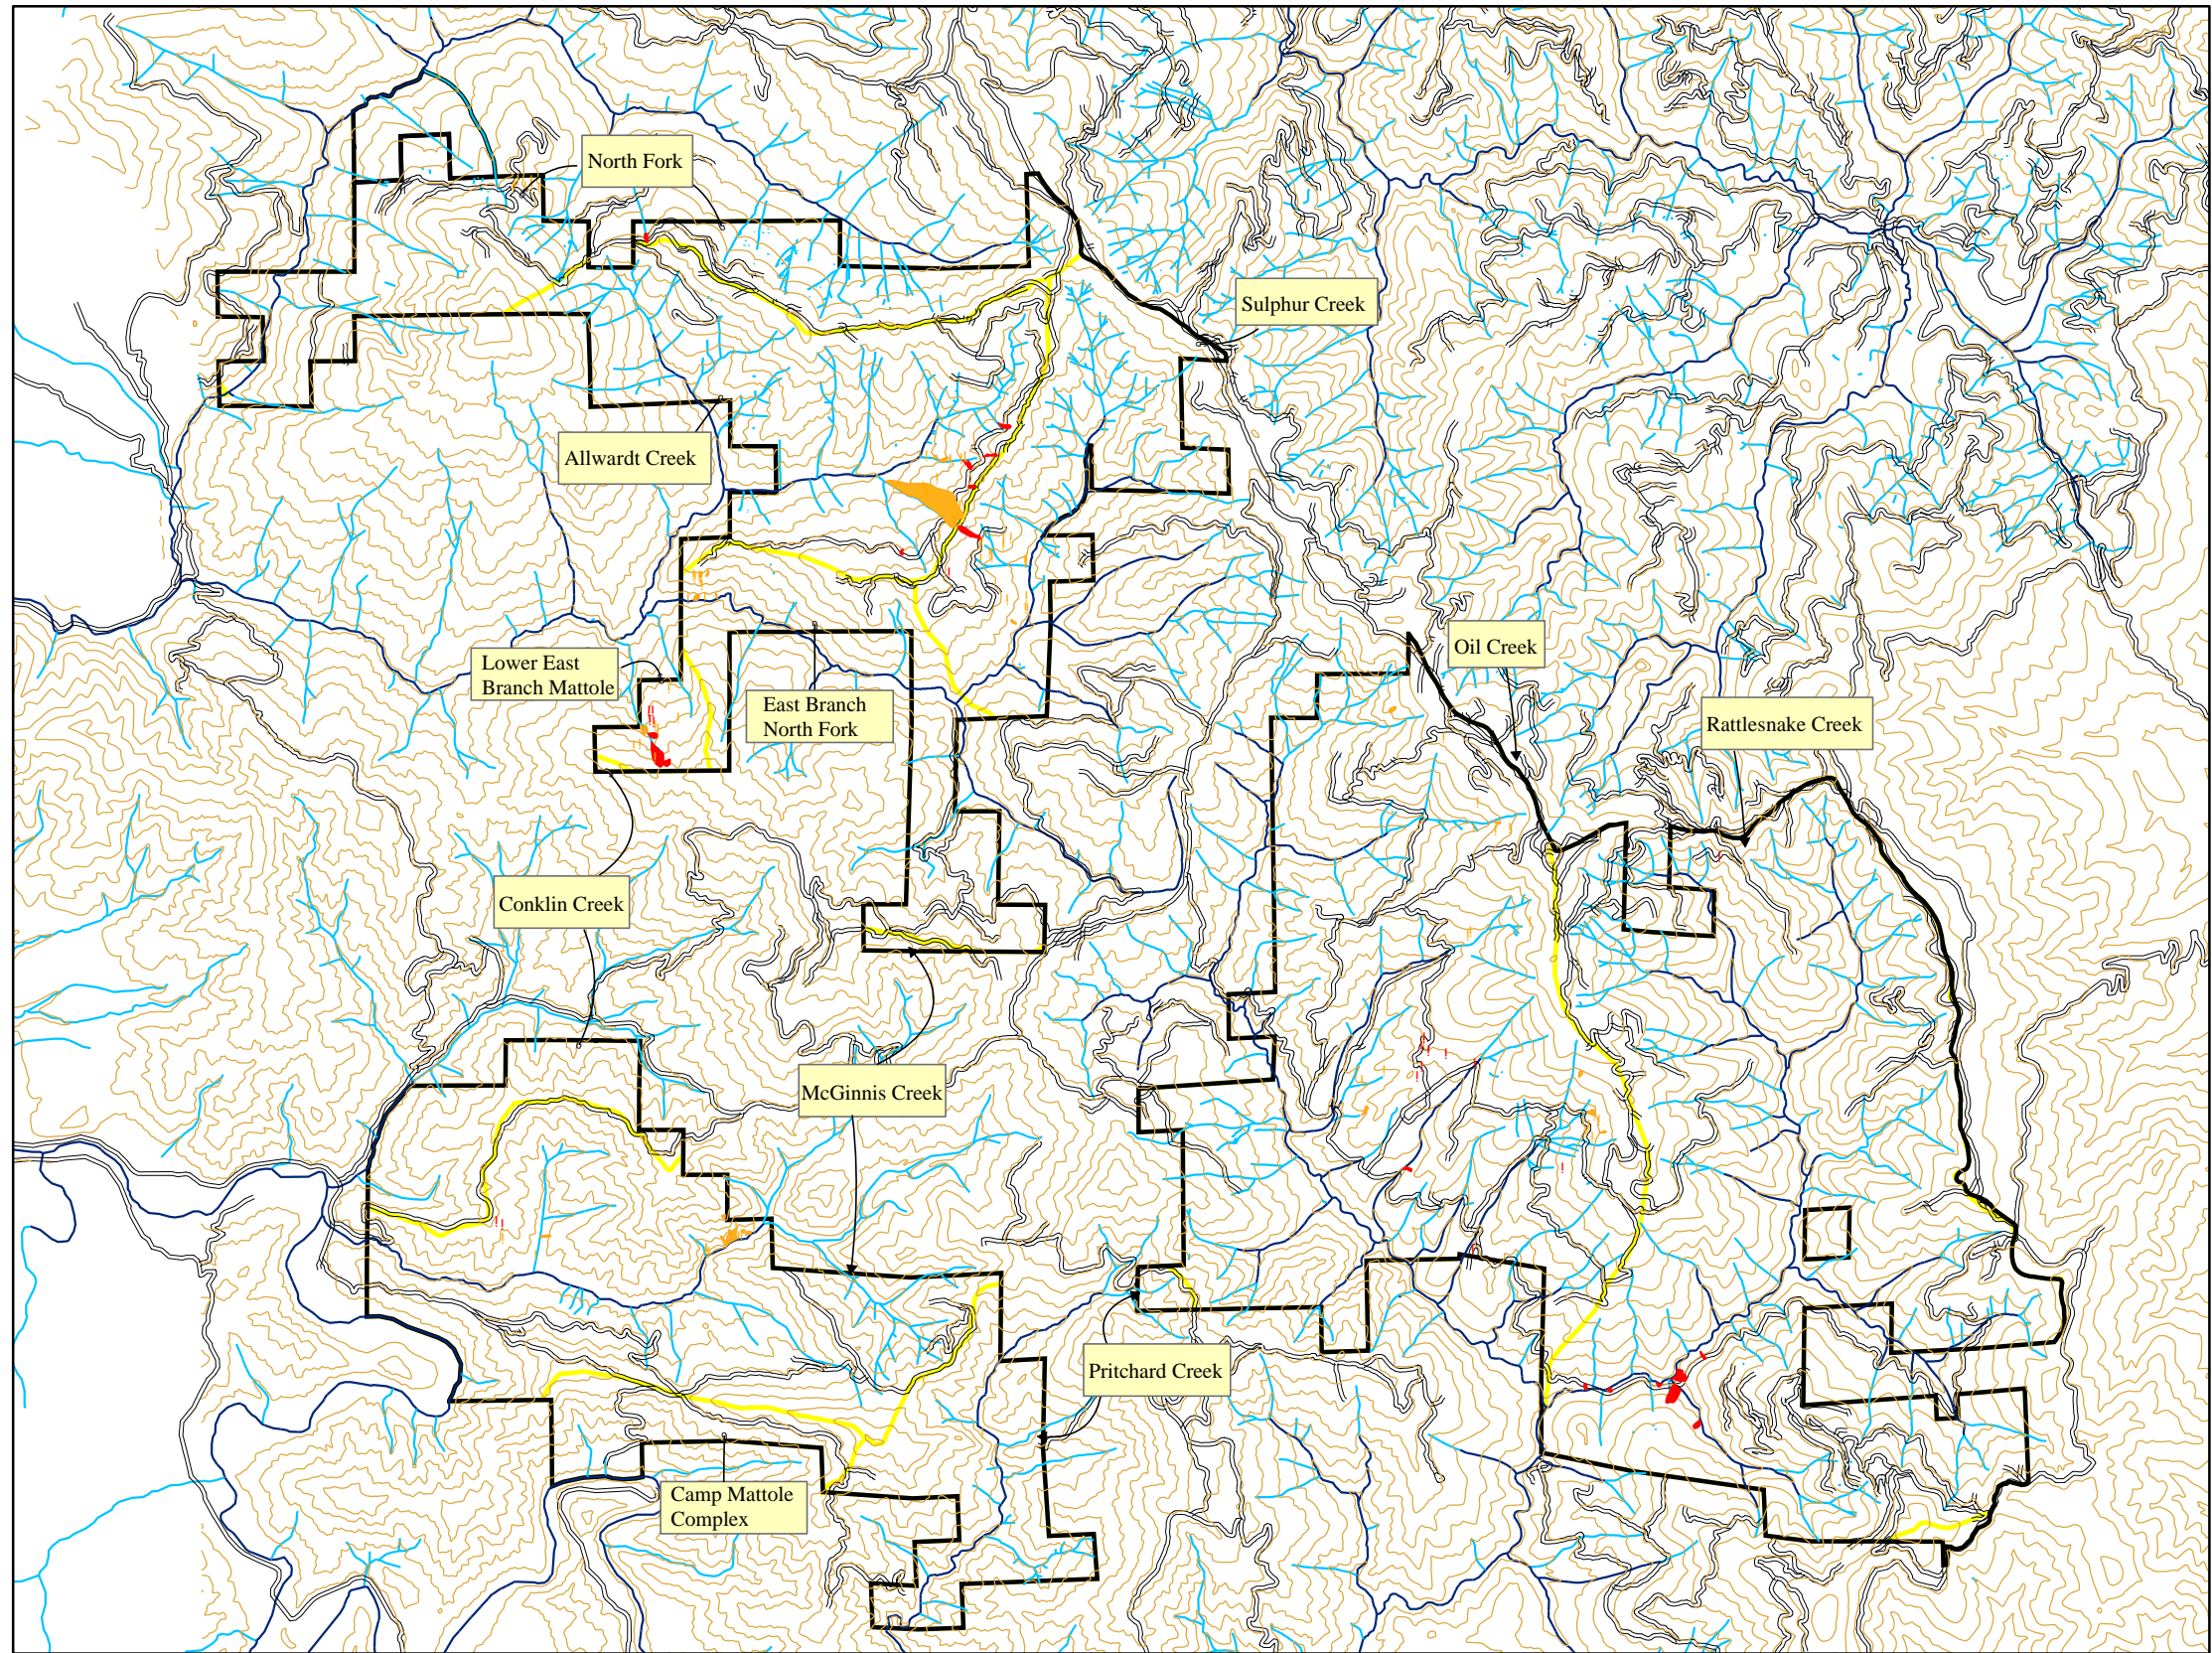 North Fork
Sulphur Creek
Allwardt Creek
Lower East
Branch Mattole
East Branch
North Fork
Oil Creek
Rattlesnake Creek
Conklin Creek
McGinnis Creek
Pritchard Creek
Camp Mattole
Complex